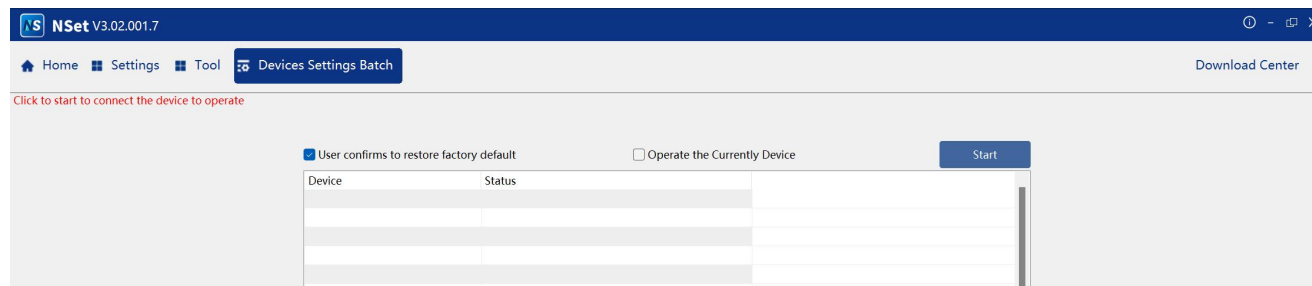 NS NSet V3.02.001.7
Home Settings Tool Devices Settings Batch Download Center
Click to start to connect the device to operate
User confirms to restore factory default Operate the Currently Device Start
Device Status